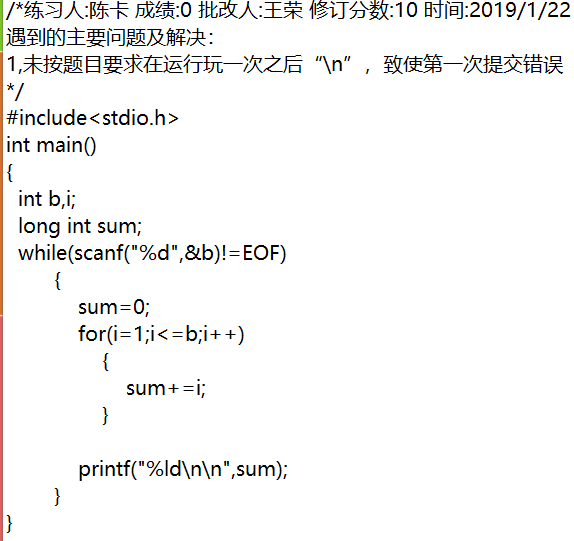 /*练习人:陈卡 成绩:0 批改人:王荣 修订分数:10 时间:2019/1/22
遇到的主要问题及解决：
1,未按题目要求在运行玩一次之后“\n”，致使第一次提交错误
*/
#include<stdio.h>
int main()
{
int b,i;
long int sum;
while(scanf("%d",&b)!=EOF)
{
sum=0;
for(i=1;i<=b;i++)
{
sum+=i;
}
printf("%ld\n\n",sum);
}
}